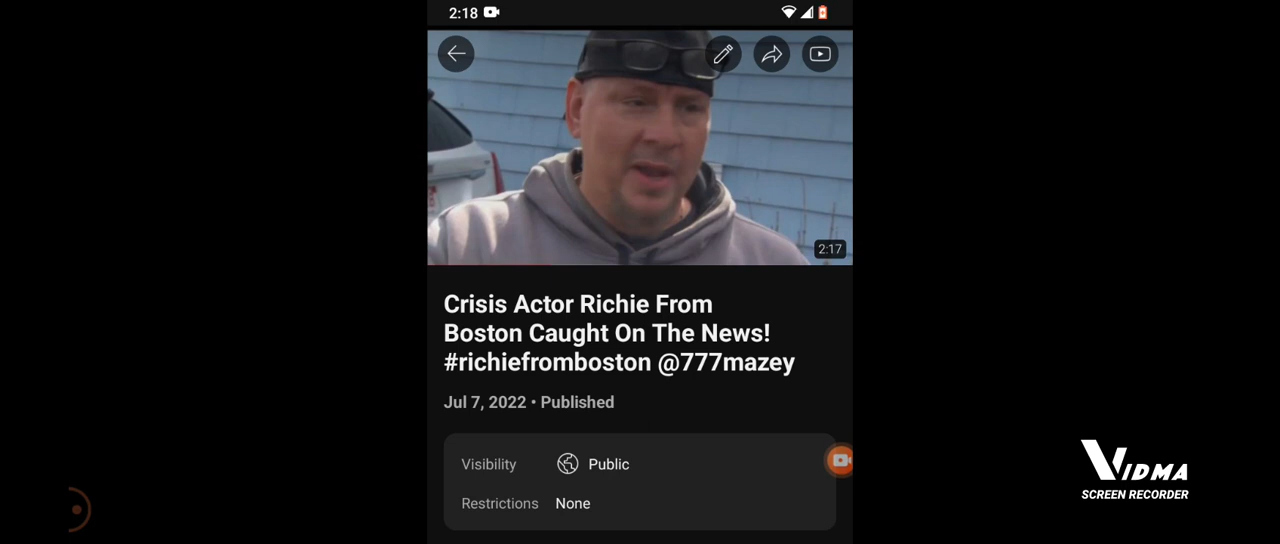 2:18
2:17
Crisis Actor Richie From
Boston Caught On The News!
#richiefromboston @777mazey
Jul 7, 2022 • Published
Visibility Public
Restrictions None
VIDMA
SCREEN RECORDER